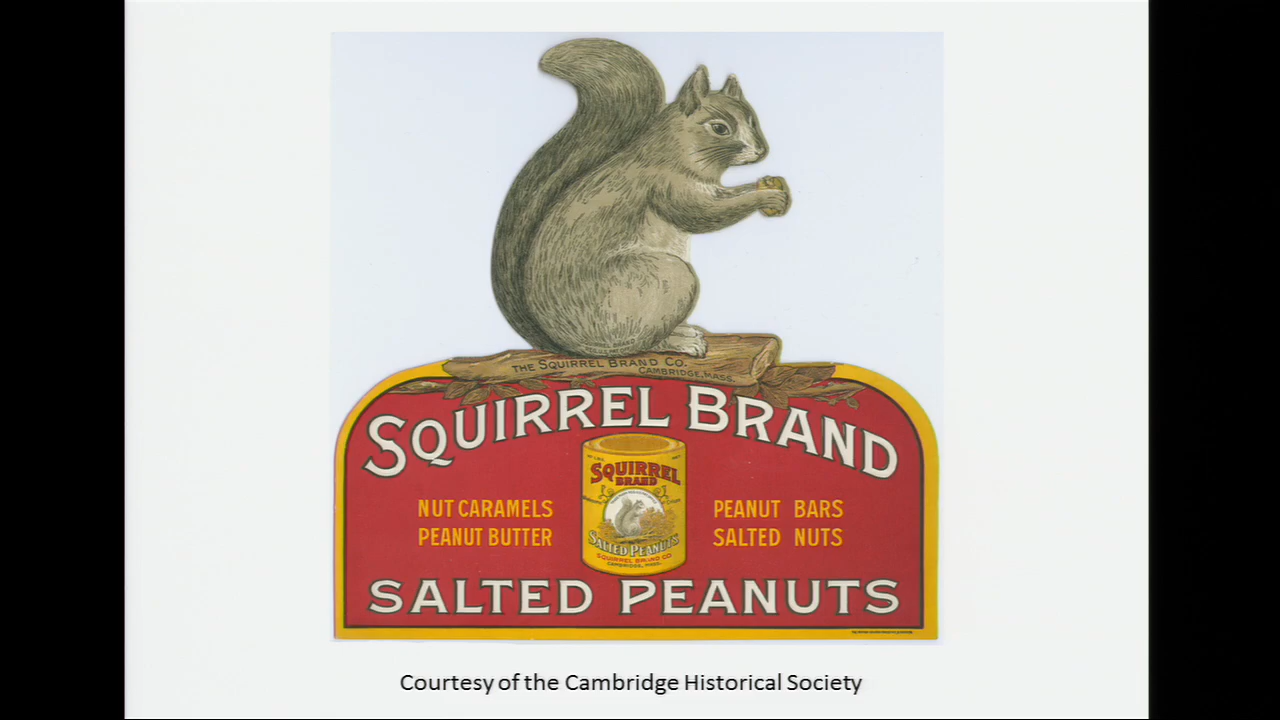 THE SQUIRREL BRAND CO.
CAMBRIDGE, MASS.
SQUIRREL BRAND
SQUIRREL
BRAND
SALTED PEANUTS
SQUIRREL BRAND CO
CAMBRIDGE, MASS.
NUT CARAMELS
PEANUT BUTTER
PEANUT BARS
SALTED NUTS
SALTED PEANUTS
Courtesy of the Cambridge Historical Society